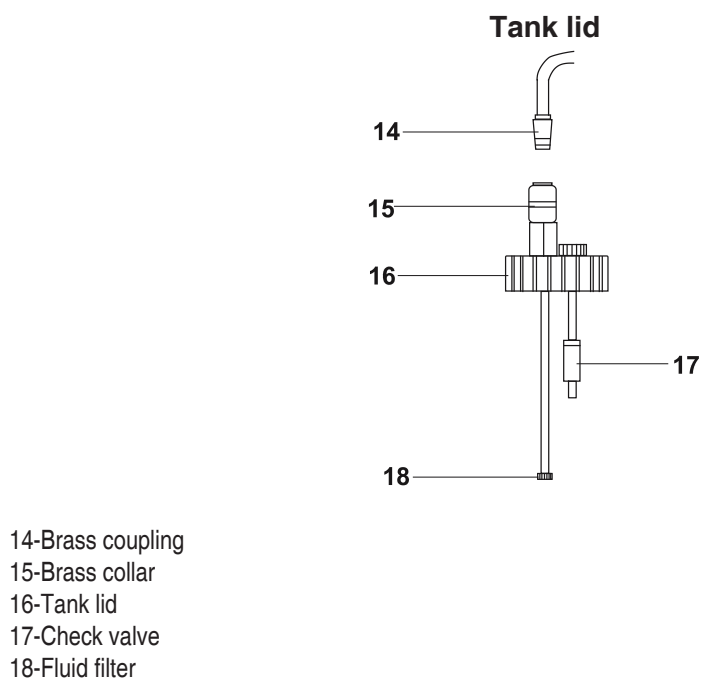 Tank lid
14
15
16
17
18
14-Brass coupling
15-Brass collar
16-Tank lid
17-Check valve
18-Fluid filter